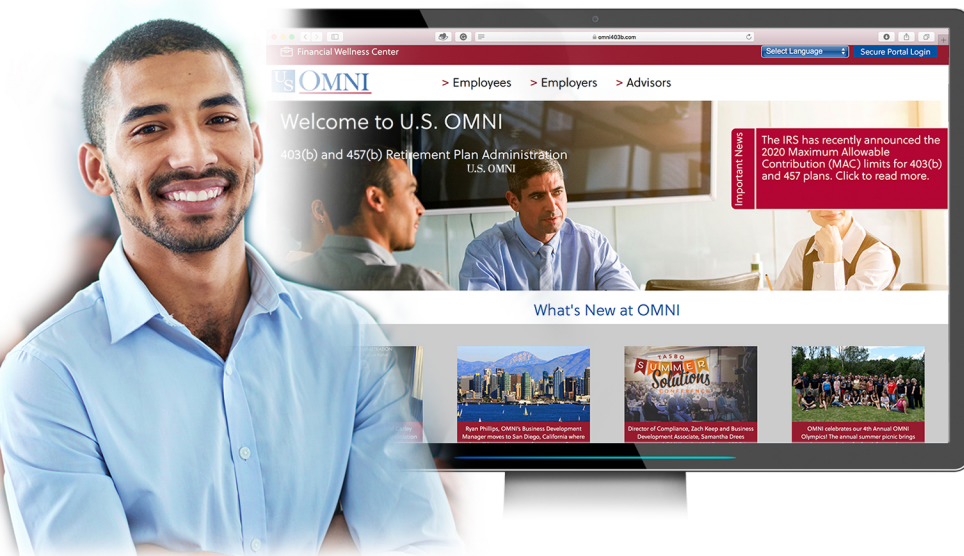 omni403b.com
Financial Wellness Center
Select Language
Secure Portal Login
US OMNI
> Employees > Employers > Advisors
Welcome to U.S. OMNI
403(b) and 457(b) Retirement Plan Administration
U.S. OMNI
Important News
The IRS has recently announced the
2020 Maximum Allowable
Contribution (MAC) limits for 403(b)
and 457 plans. Click to read more.
What's New at OMNI
TASBO
SUMMER
Solutions
CONFERENCE
Ryan Phillips, OMNI's Business Development
Manager moves to San Diego, California where
Director of Compliance, Zach Keep and Business
Development Associate, Samantha Drees
OMNI celebrates our 4th Annual OMNI
Olympics! The annual summer picnic brings